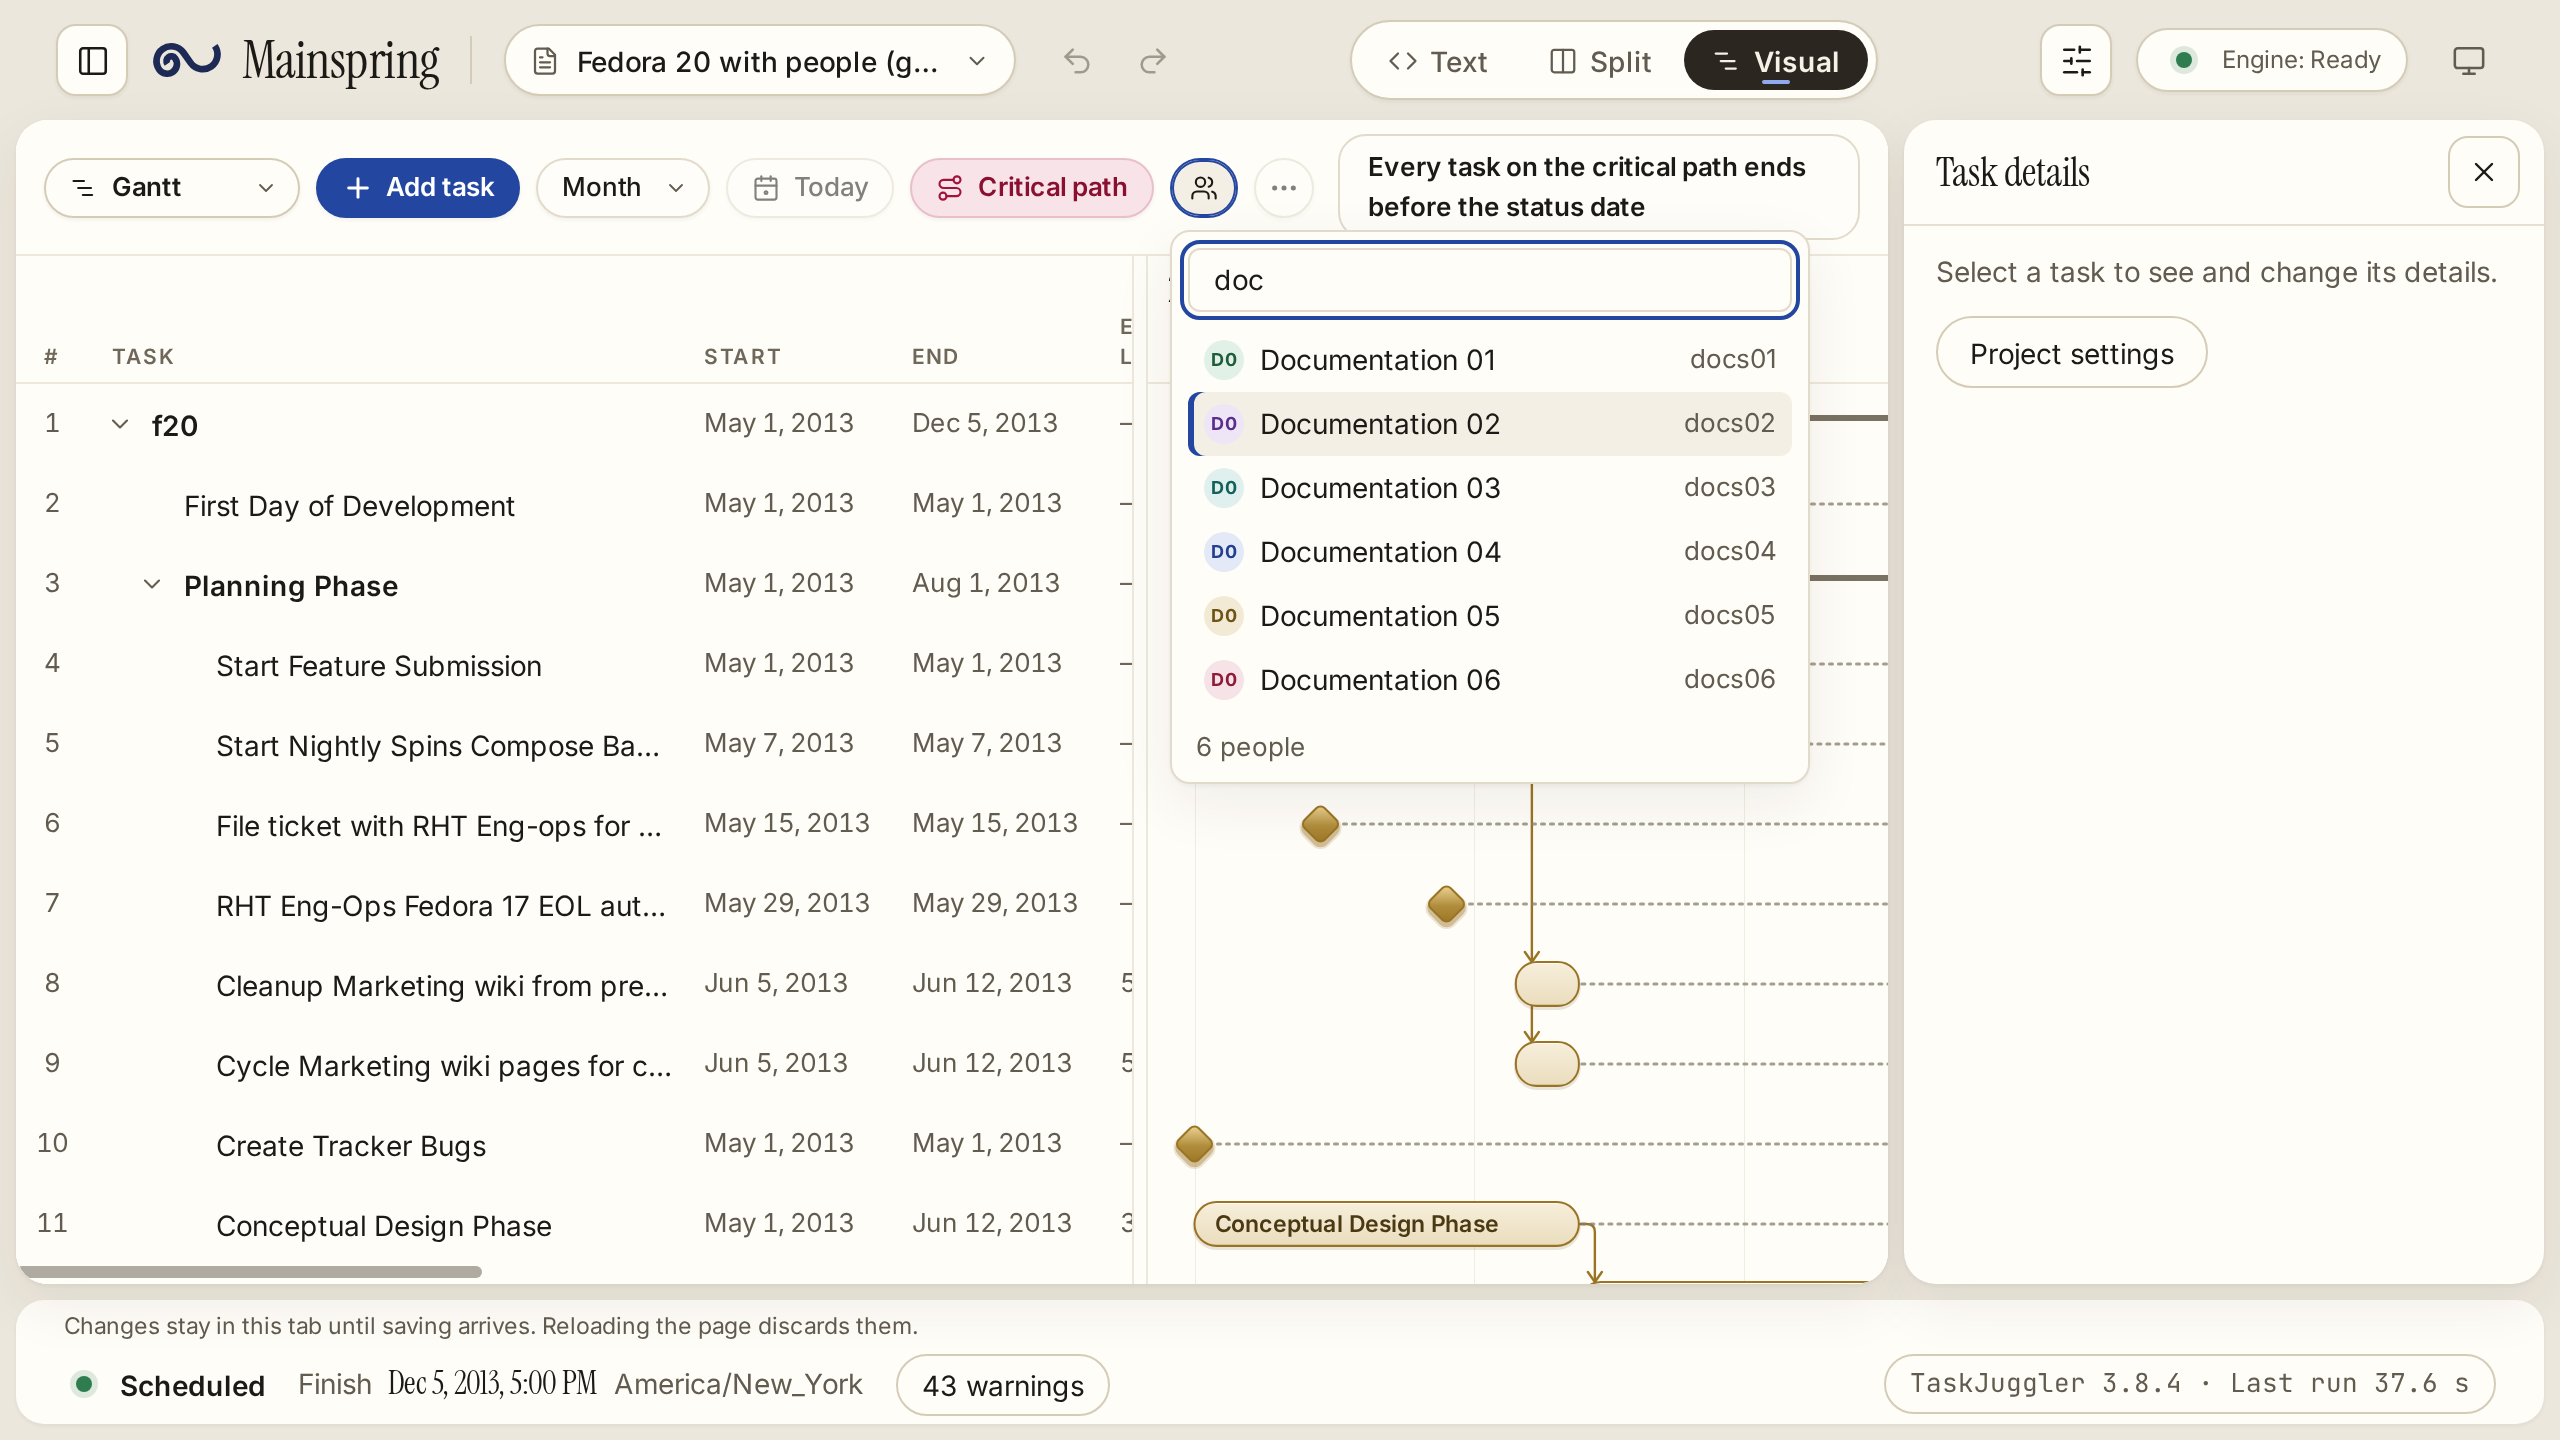 Mainspring
Fedora 20 with people (g...
Text
Split
Visual
Engine: Ready
Gantt
Add task
Month
Today
Critical path
Every task on the critical path ends
before the status date
Task details
Select a task to see and change its details.
Project settings
doc
DO Documentation 01 docs01
DO Documentation 02 docs02
DO Documentation 03 docs03
DO Documentation 04 docs04
DO Documentation 05 docs05
DO Documentation 06 docs06
6 people
# TASK START END
1 f20 May 1, 2013 Dec 5, 2013 –
2 First Day of Development May 1, 2013 May 1, 2013 –
3 Planning Phase May 1, 2013 Aug 1, 2013 –
4 Start Feature Submission May 1, 2013 May 1, 2013 –
5 Start Nightly Spins Compose Ba... May 7, 2013 May 7, 2013 –
6 File ticket with RHT Eng-ops for ... May 15, 2013 May 15, 2013 –
7 RHT Eng-Ops Fedora 17 EOL aut... May 29, 2013 May 29, 2013 –
8 Cleanup Marketing wiki from pre... Jun 5, 2013 Jun 12, 2013 5
9 Cycle Marketing wiki pages for c... Jun 5, 2013 Jun 12, 2013 5
10 Create Tracker Bugs May 1, 2013 May 1, 2013 –
11 Conceptual Design Phase May 1, 2013 Jun 12, 2013 3
Conceptual Design Phase
Changes stay in this tab until saving arrives. Reloading the page discards them.
Scheduled Finish Dec 5, 2013, 5:00 PM America/New_York 43 warnings
TaskJuggler 3.8.4 · Last run 37.6 s